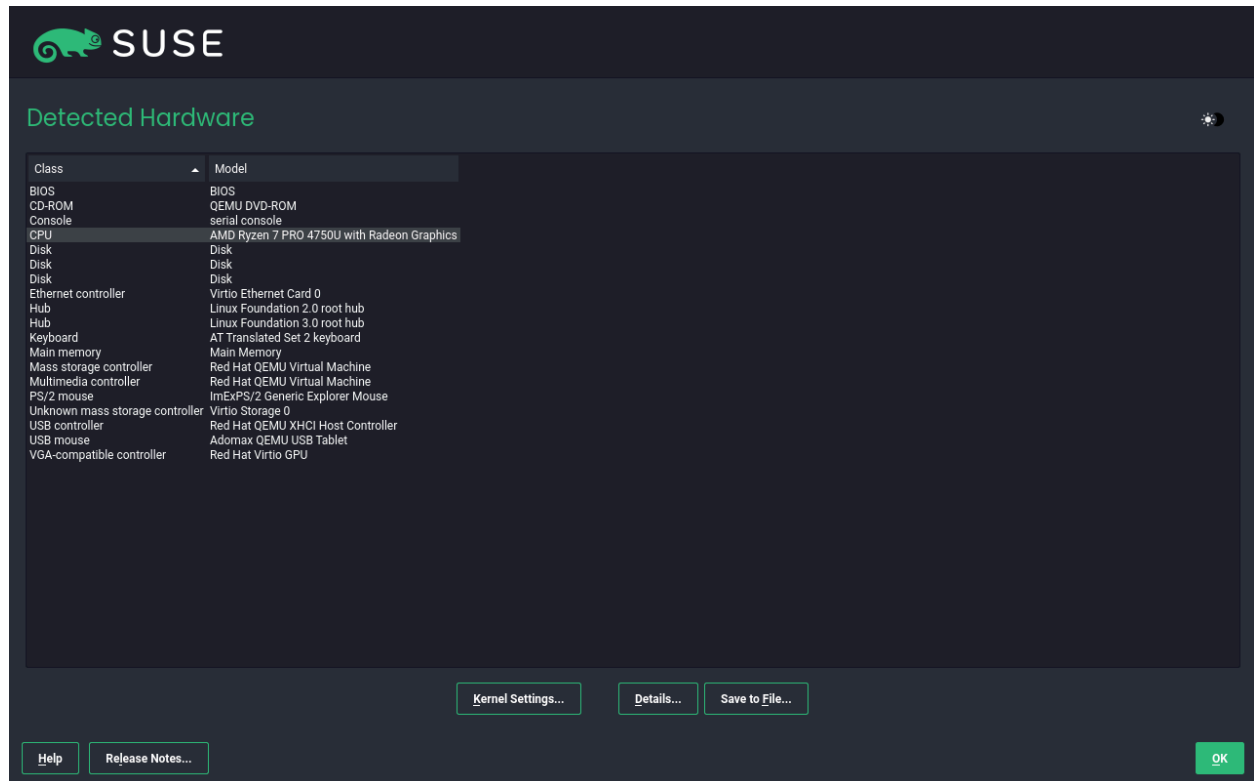 SUSE
Detected Hardware
Class Model
BIOS BIOS
CD-ROM QEMU DVD-ROM
Console serial console
CPU AMD Ryzen 7 PRO 4750U with Radeon Graphics
Disk Disk
Disk Disk
Disk Disk
Ethernet controller Virtio Ethernet Card 0
Hub Linux Foundation 2.0 root hub
Hub Linux Foundation 3.0 root hub
Keyboard AT Translated Set 2 keyboard
Main memory Main Memory
Mass storage controller Red Hat QEMU Virtual Machine
Multimedia controller Red Hat QEMU Virtual Machine
PS/2 mouse ImExPS/2 Generic Explorer Mouse
Unknown mass storage controller Virtio Storage 0
USB controller Red Hat QEMU XHCI Host Controller
USB mouse Adomax QEMU USB Tablet
VGA-compatible controller Red Hat Virtio GPU
Kernel Settings... Details... Save to File...
Help Release Notes... OK